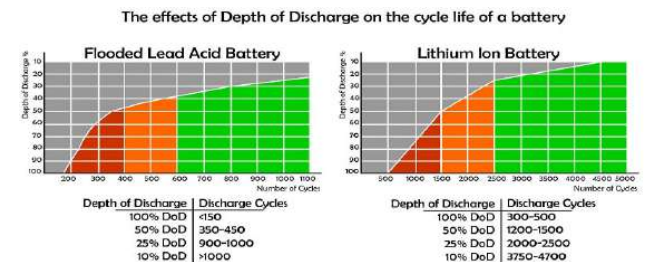 The effects of Depth of Discharge on the cycle life of a battery
Flooded Lead Acid Battery
Depth of Discharge %
10
20
30
40
50
60
70
80
90
100
200 300 400 500 600 700 800 900 1000 1100
Number of Cycles
Depth of Discharge Discharge Cycles
100% DoD <150
50% DoD 350-450
25% DoD 900-1000
10% DoD >1000
Lithium Ion Battery
Depth of Discharge %
10
20
30
40
50
60
70
80
90
100
500 1000 1500 2000 2500 3000 3500 4000 4500 5000
Number of Cycles
Depth of Discharge Discharge Cycles
100% DoD 300-500
50% DoD 1200-1500
25% DoD 2000-2500
10% DoD 3750-4700